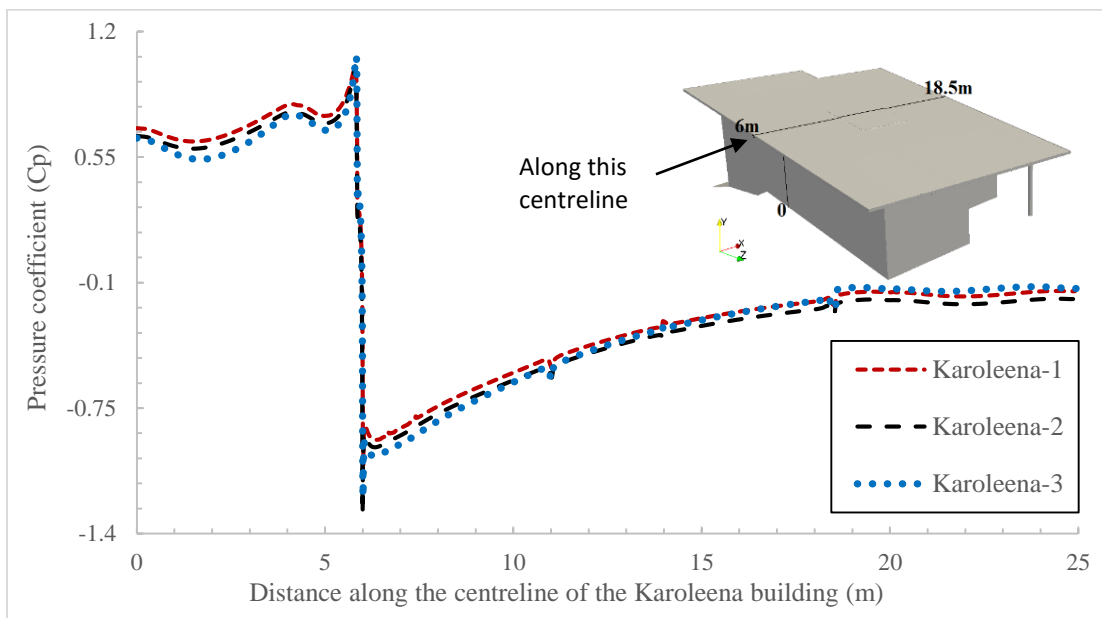 Pressure coefficient (Cp)
1.2
0.55
-0.1
-0.75
-1.4
0
5
10
15
20
25
Distance along the centreline of the Karoleena building (m)
Along this
centreline
18.5m
6m
0
Y
X
Z
Karoleena-1
Karoleena-2
Karoleena-3